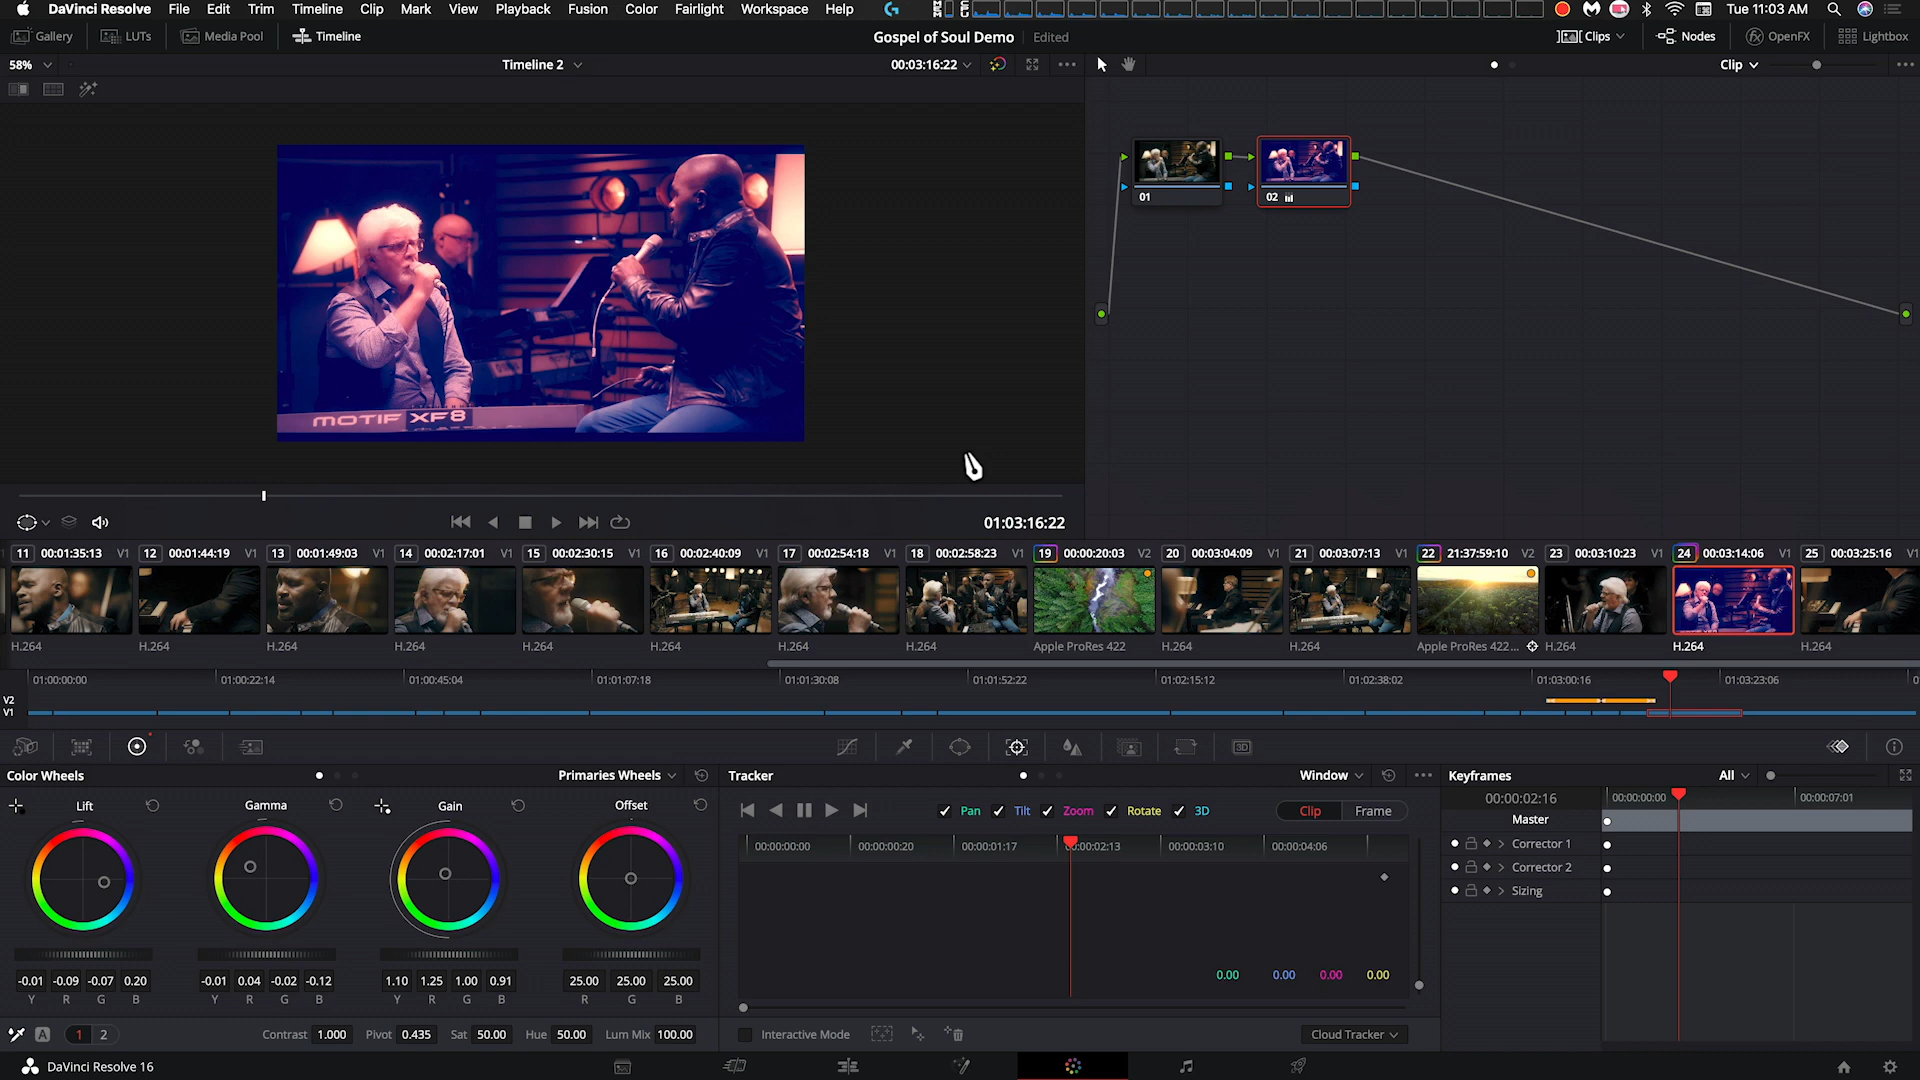 DaVinci Resolve File Edit Trim Timeline Clip Mark View Playback Fusion Color Fairlight Workspace Help Tue 11:03 AM
Gallery LUTs Media Pool Timeline Gospel of Soul Demo Edited Clips Nodes OpenFX Lightbox
58% Timeline 2 00:03:16:22 Clip
01 02
MOTIF XF8
01:03:16:22
11 00:01:35:13 V1 12 00:01:44:19 V1 13 00:01:49:03 V1 14 00:02:17:01 V1 15 00:02:30:15 V1 16 00:02:40:09 V1 17 00:02:54:18 V1 18 00:02:58:23 V1 19 00:00:20:03 V2 20 00:03:04:09 V1 21 00:03:07:13 V1 22 21:37:59:10 V2 23 00:03:10:23 V1 24 00:03:14:06 V1 25 00:03:25:16 V1
H.264 H.264 H.264 H.264 H.264 H.264 H.264 H.264 Apple ProRes 422 H.264 H.264 Apple ProRes 422... H.264 H.264 H.264
01:00:00:00 01:00:22:14 01:00:45:04 01:01:07:18 01:01:30:08 01:01:52:22 01:02:15:12 01:02:38:02 01:03:00:16 01:03:23:06
V2
V1
Color Wheels Primaries Wheels Tracker Window Keyframes All
Lift Gamma Gain Offset
Pan Tilt Zoom Rotate 3D Clip Frame
00:00:02:16 00:00:00:00 00:00:07:01
Master
00:00:00:00 00:00:00:20 00:00:01:17 00:00:02:13 00:00:03:10 00:00:04:06
Corrector 1
Corrector 2
Sizing
0.00 0.00 0.00 0.00
-0.01 -0.09 -0.07 0.20 -0.01 0.04 -0.02 -0.12 1.10 1.25 1.00 0.91 25.00 25.00 25.00
Y R G B Y R G B Y R G B R G B
A 1 2 Contrast 1.000 Pivot 0.435 Sat 50.00 Hue 50.00 Lum Mix 100.00 Interactive Mode Cloud Tracker
DaVinci Resolve 16